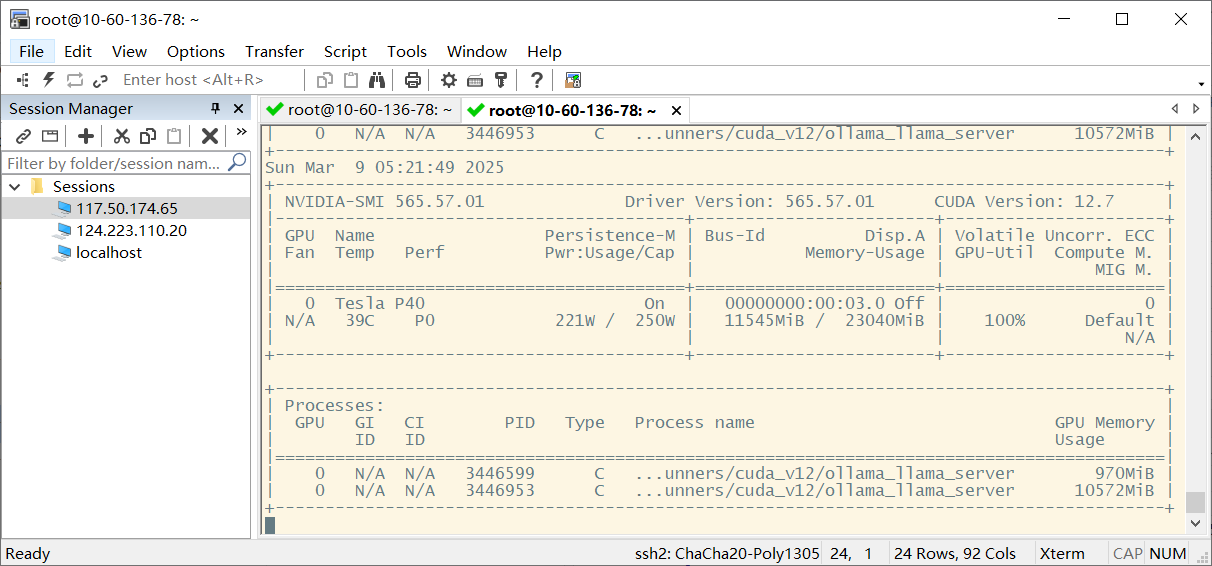 root@10-60-136-78: ~
File Edit View Options Transfer Script Tools Window Help
Enter host <Alt+R>
Session Manager
root@10-60-136-78: ~ root@10-60-136-78: ~
Filter by folder/session nam...
Sessions
117.50.174.65
124.223.110.20
localhost
| 0 N/A N/A 3446953 C ...unners/cuda_v12/ollama_llama_server 10572MiB |
Sun Mar 9 05:21:49 2025
| NVIDIA-SMI 565.57.01 Driver Version: 565.57.01 CUDA Version: 12.7 |
| GPU Name Persistence-M | Bus-Id Disp.A | Volatile Uncorr. ECC |
| Fan Temp Perf Pwr:Usage/Cap | Memory-Usage | GPU-Util Compute M. |
| | | MIG M. |
| 0 Tesla P40 On | 00000000:00:03.0 Off | 0 |
| N/A 39C P0 221W / 250W | 11545MiB / 23040MiB | 100% Default |
| | | N/A |
| Processes: |
| GPU GI CI PID Type Process name GPU Memory |
| ID ID Usage |
| 0 N/A N/A 3446599 C ...unners/cuda_v12/ollama_llama_server 970MiB |
| 0 N/A N/A 3446953 C ...unners/cuda_v12/ollama_llama_server 10572MiB |
Ready ssh2: ChaCha20-Poly1305 24, 1 24 Rows, 92 Cols Xterm CAP NUM